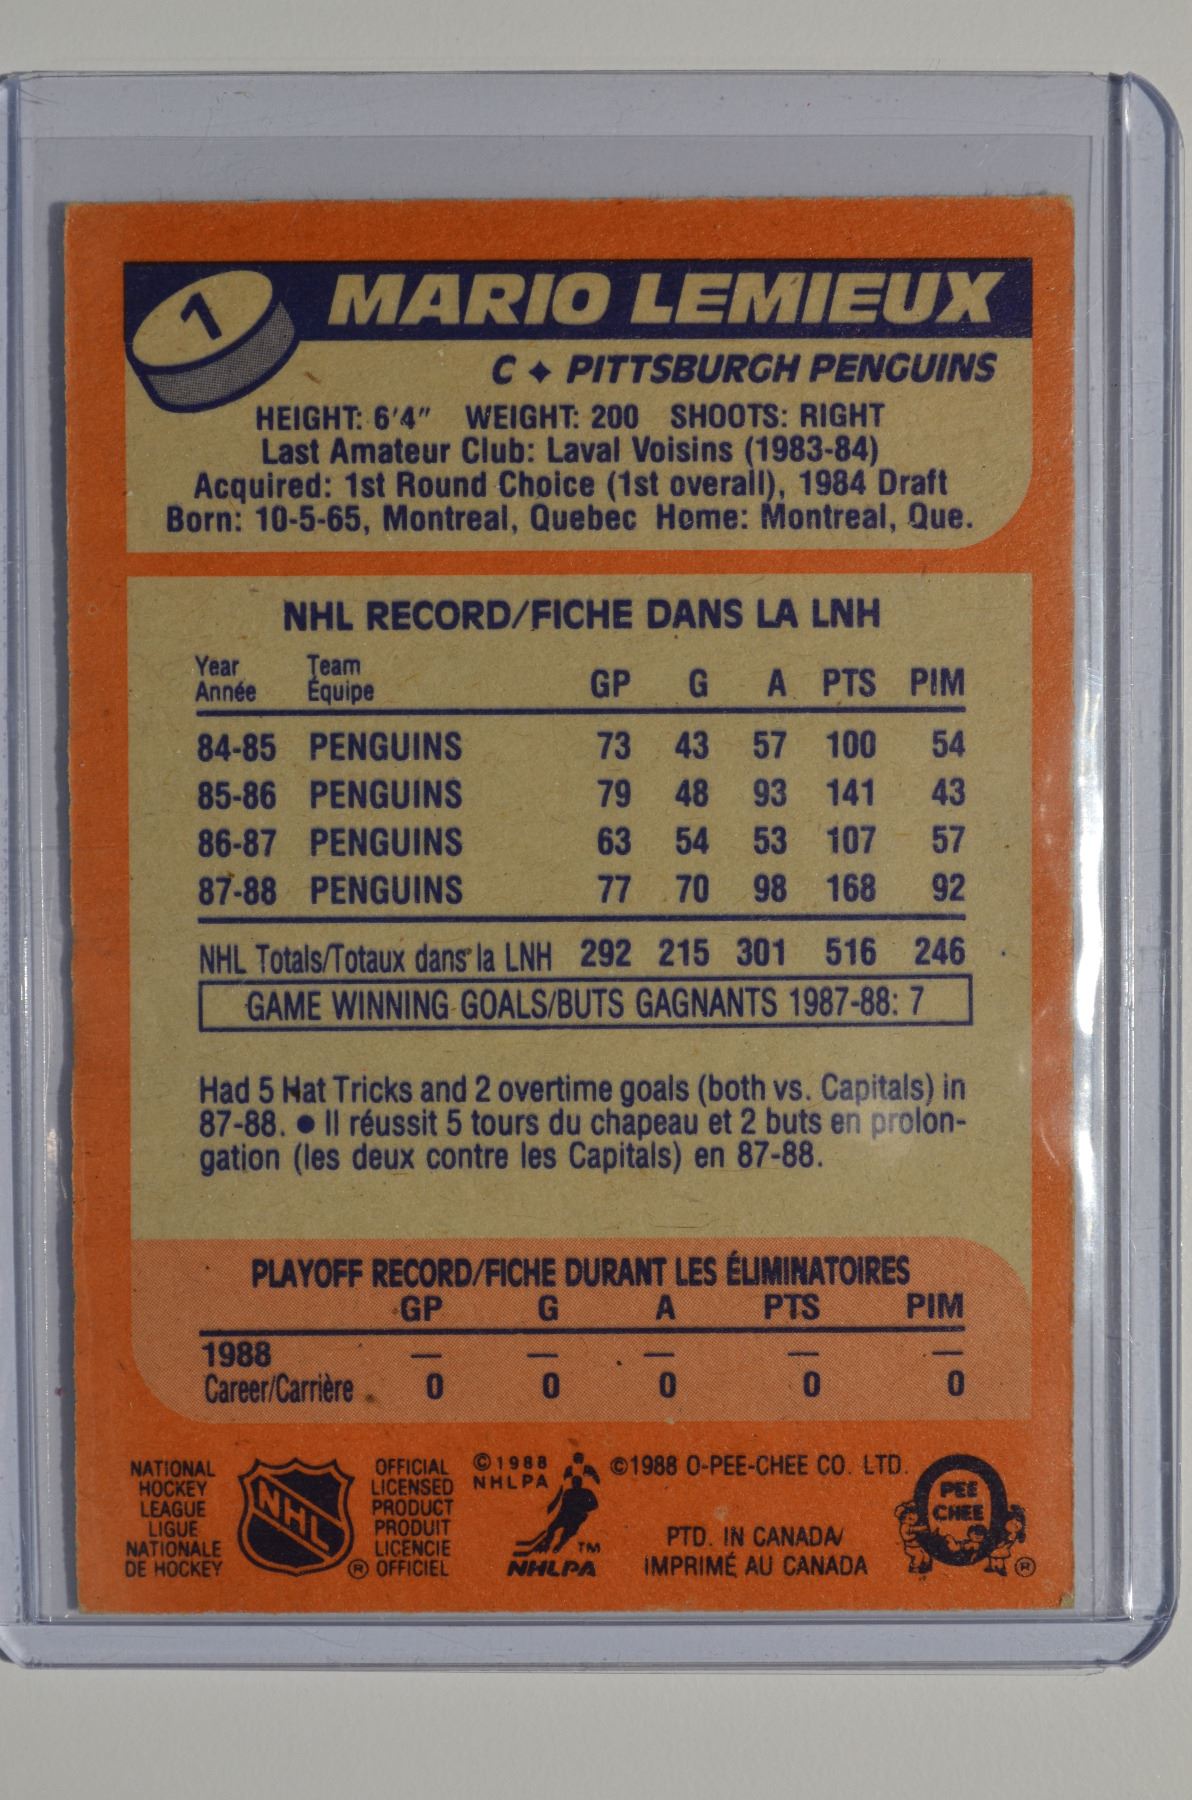 1
MARIO LEMIEUX
C ✦ PITTSBURGH PENGUINS
HEIGHT: 6'4" WEIGHT: 200 SHOOTS: RIGHT
Last Amateur Club: Laval Voisins (1983-84)
Acquired: 1st Round Choice (1st overall), 1984 Draft
Born: 10-5-65, Montreal, Quebec Home: Montreal, Que.
NHL RECORD/FICHE DANS LA LNH
Year Team
Année Équipe GP G A PTS PIM
84-85 PENGUINS 73 43 57 100 54
85-86 PENGUINS 79 48 93 141 43
86-87 PENGUINS 63 54 53 107 57
87-88 PENGUINS 77 70 98 168 92
NHL Totals/Totaux dans la LNH 292 215 301 516 246
GAME WINNING GOALS/BUTS GAGNANTS 1987-88: 7
Had 5 Hat Tricks and 2 overtime goals (both vs. Capitals) in
87-88. ● Il réussit 5 tours du chapeau et 2 buts en prolon-
gation (les deux contre les Capitals) en 87-88.
PLAYOFF RECORD/FICHE DURANT LES ÉLIMINATOIRES
GP G A PTS PIM
1988 — — — — —
Career/Carrière 0 0 0 0 0
NATIONAL
HOCKEY
LEAGUE
LIGUE
NATIONALE
DE HOCKEY
NHL
®
OFFICIAL
LICENSED
PRODUCT
PRODUIT
LICENCIE
OFFICIEL
©1988
NHLPA
™
NHLPA
©1988 O-PEE-CHEE CO. LTD.
PTD. IN CANADA/
IMPRIMÉ AU CANADA
PEE
CHEE
®